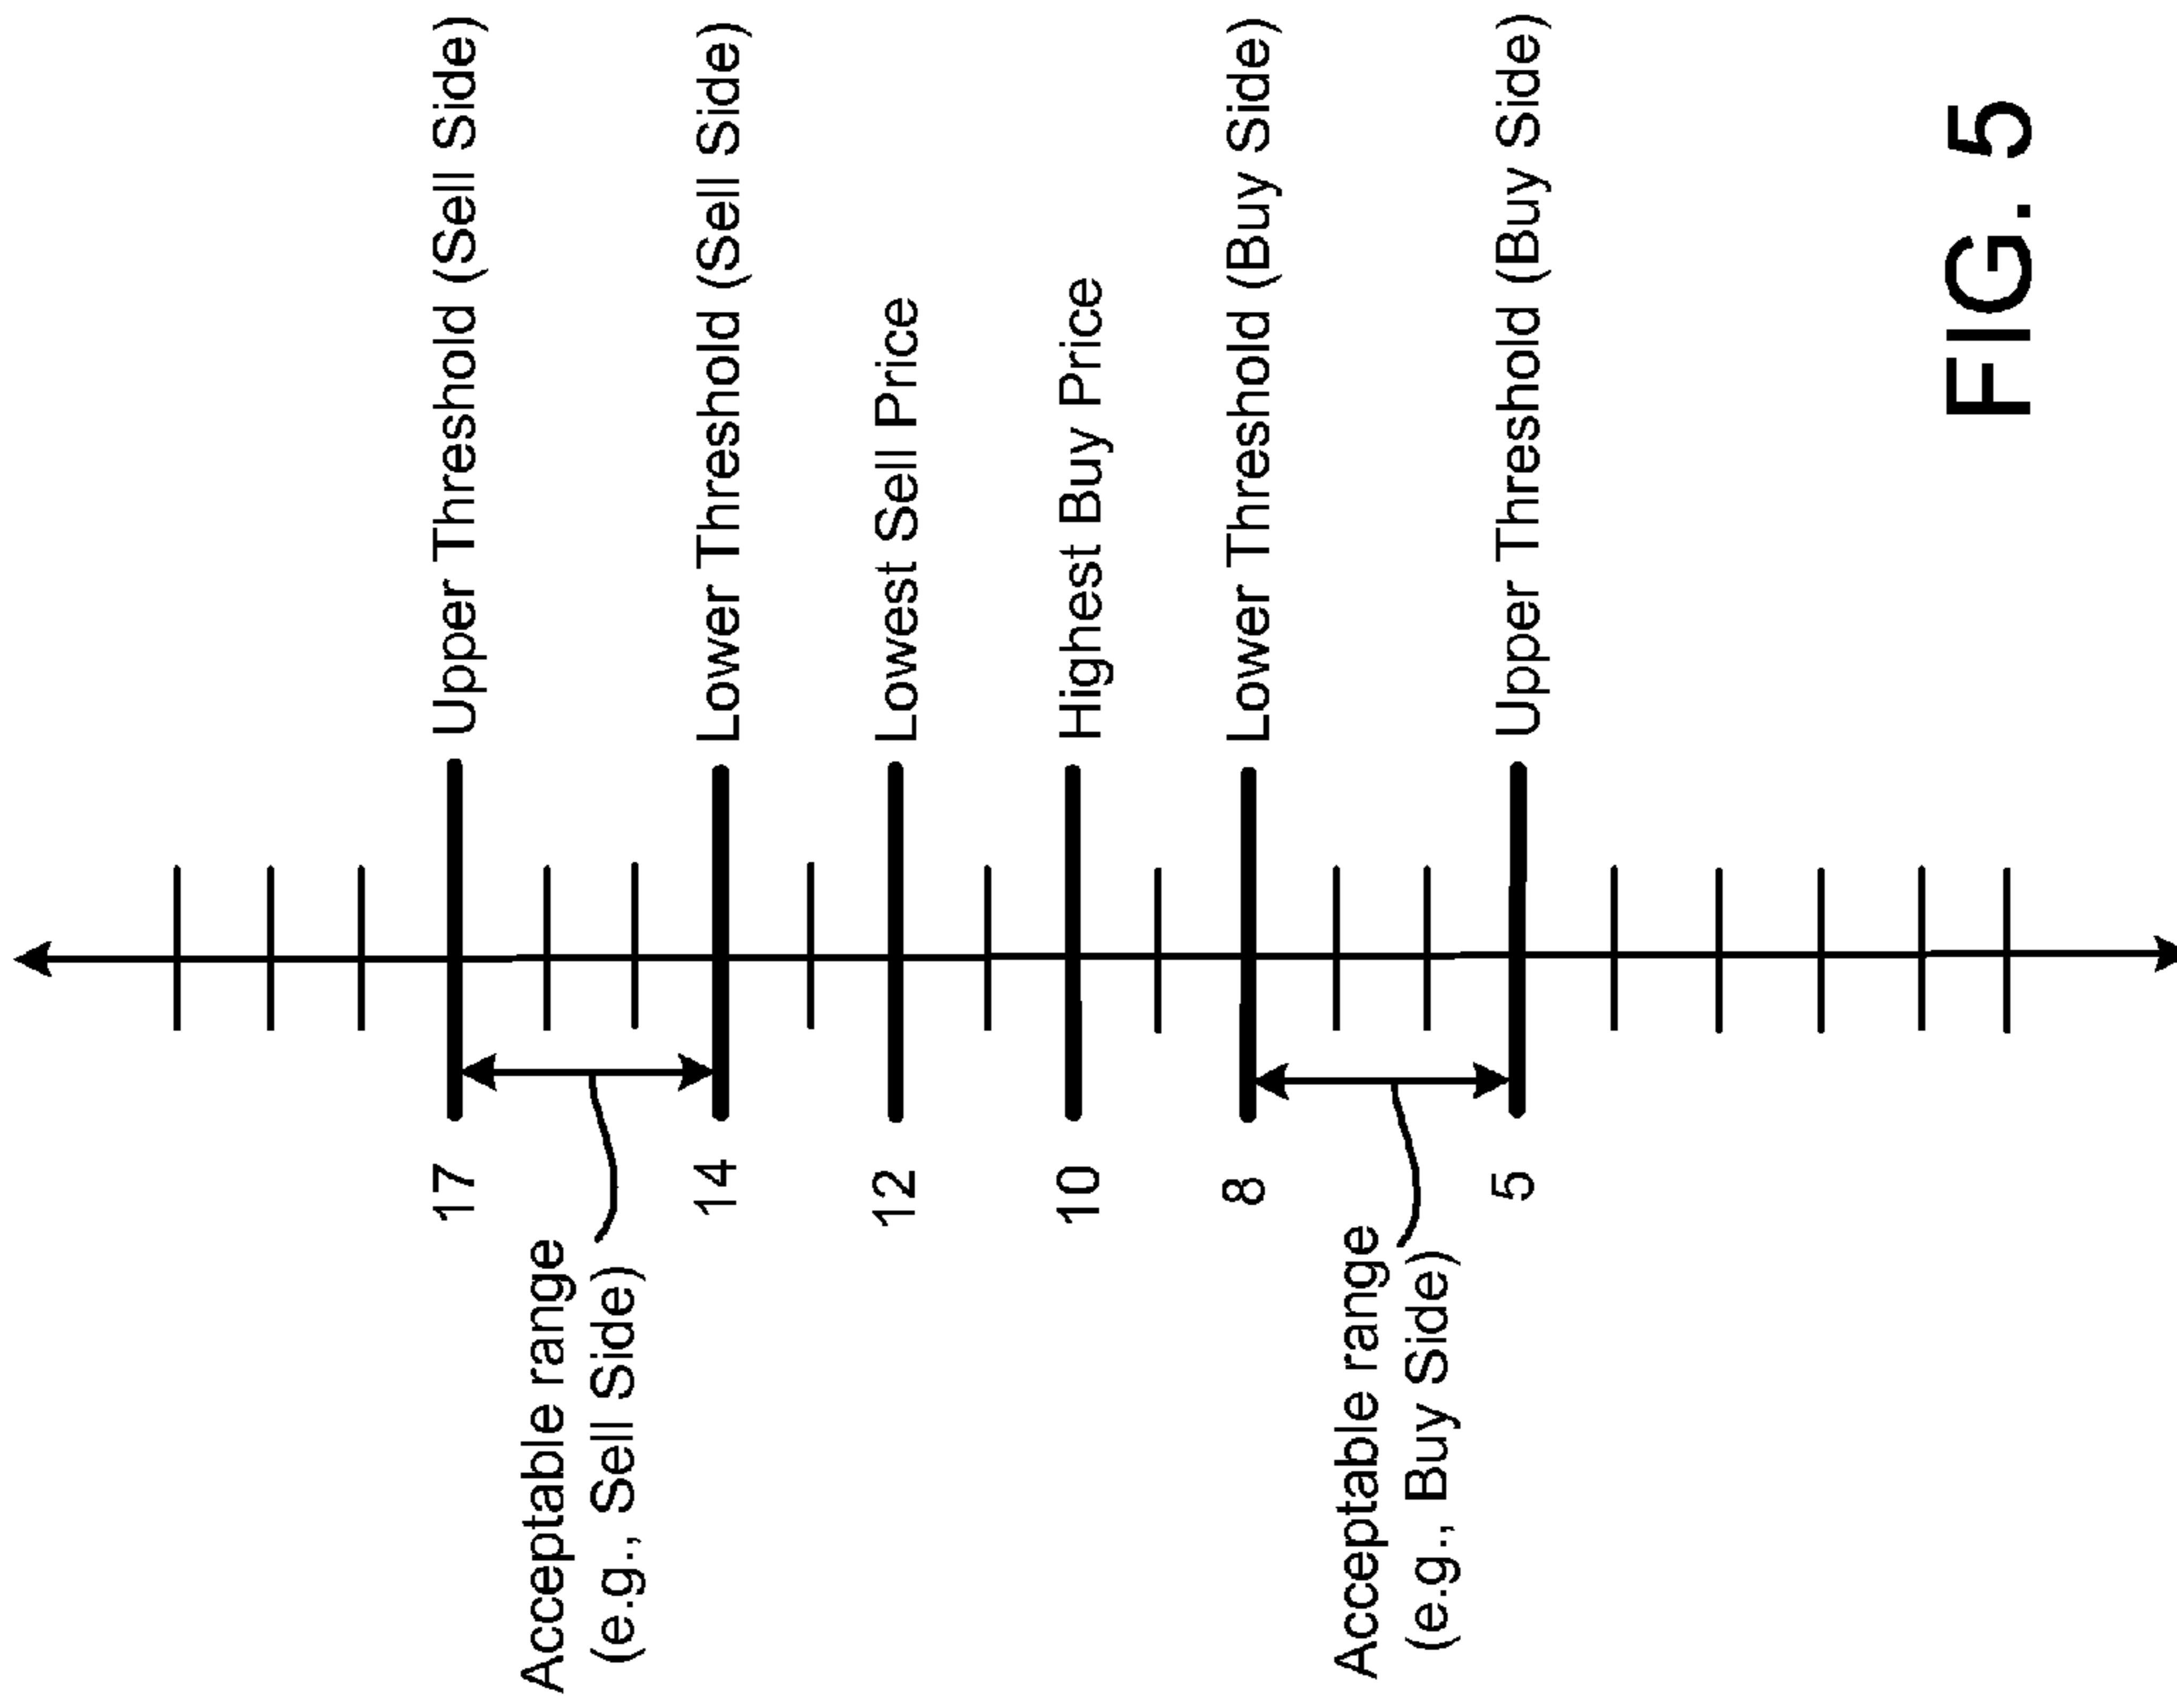 17 Upper Threshold (Sell Side)
Acceptable range
(e.g., Sell Side)
14 Lower Threshold (Sell Side)
12 Lowest Sell Price
10 Highest Buy Price
8 Lower Threshold (Buy Side)
Acceptable range
(e.g., Buy Side)
5 Upper Threshold (Buy Side)
FIG. 5